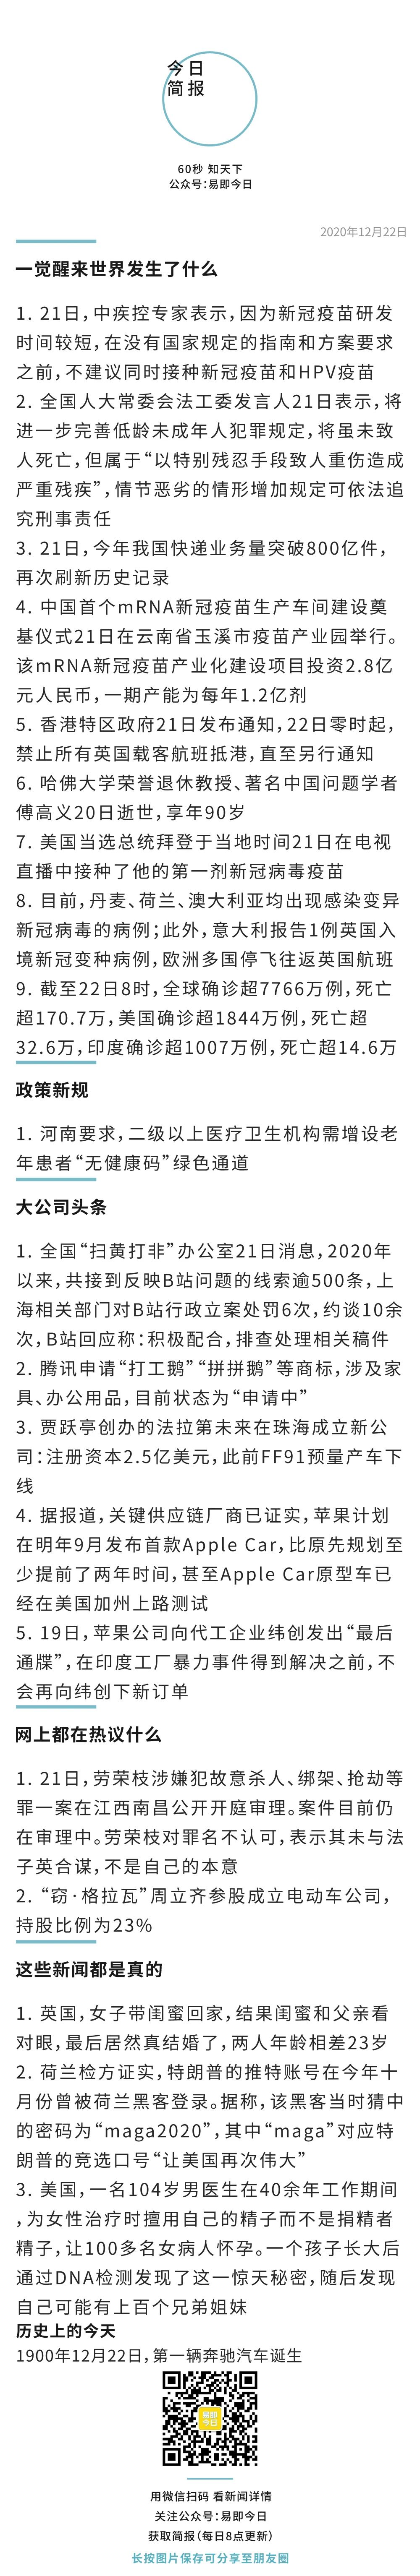 今日
简报
60秒 知天下
公众号:易即今日
2020年12月22日
一觉醒来世界发生了什么
1. 21日,中疾控专家表示,因为新冠疫苗研发
时间较短,在没有国家规定的指南和方案要求
之前,不建议同时接种新冠疫苗和HPV疫苗
2. 全国人大常委会法工委发言人21日表示,将
进一步完善低龄未成年人犯罪规定,将虽未致
人死亡,但属于“以特别残忍手段致人重伤造成
严重残疾”,情节恶劣的情形增加规定可依法追
究刑事责任
3. 21日,今年我国快递业务量突破800亿件,
再次刷新历史记录
4. 中国首个mRNA新冠疫苗生产车间建设奠
基仪式21日在云南省玉溪市疫苗产业园举行。
该mRNA新冠疫苗产业化建设项目投资2.8亿
元人民币,一期产能为每年1.2亿剂
5. 香港特区政府21日发布通知,22日零时起,
禁止所有英国载客航班抵港,直至另行通知
6. 哈佛大学荣誉退休教授、著名中国问题学者
傅高义20日逝世,享年90岁
7. 美国当选总统拜登于当地时间21日在电视
直播中接种了他的第一剂新冠病毒疫苗
8. 目前,丹麦、荷兰、澳大利亚均出现感染变异
新冠病毒的病例;此外,意大利报告1例英国入
境新冠变种病例,欧洲多国停飞往返英国航班
9. 截至22日8时,全球确诊超7766万例,死亡
超170.7万,美国确诊超1844万例,死亡超
32.6万,印度确诊超1007万例,死亡超14.6万
政策新规
1. 河南要求,二级以上医疗卫生机构需增设老
年患者“无健康码”绿色通道
大公司头条
1. 全国“扫黄打非”办公室21日消息,2020年
以来,共接到反映B站问题的线索逾500条,上
海相关部门对B站行政立案处罚6次,约谈10余
次,B站回应称:积极配合,排查处理相关稿件
2. 腾讯申请“打工鹅”“拼拼鹅”等商标,涉及家
具、办公用品,目前状态为“申请中”
3. 贾跃亭创办的法拉第未来在珠海成立新公
司:注册资本2.5亿美元,此前FF91预量产车下
线
4. 据报道,关键供应链厂商已证实,苹果计划
在明年9月发布首款Apple Car,比原先规划至
少提前了两年时间,甚至Apple Car原型车已
经在美国加州上路测试
5. 19日,苹果公司向代工企业纬创发出“最后
通牒”,在印度工厂暴力事件得到解决之前,不
会再向纬创下新订单
网上都在热议什么
1. 21日,劳荣枝涉嫌犯故意杀人、绑架、抢劫等
罪一案在江西南昌公开开庭审理。案件目前仍
在审理中。劳荣枝对罪名不认可,表示其未与法
子英合谋,不是自己的本意
2. “窃·格拉瓦”周立齐参股成立电动车公司,
持股比例为23%
这些新闻都是真的
1. 英国,女子带闺蜜回家,结果闺蜜和父亲看
对眼,最后居然真结婚了,两人年龄相差23岁
2. 荷兰检方证实,特朗普的推特账号在今年十
月份曾被荷兰黑客登录。据称,该黑客当时猜中
的密码为“maga2020”,其中“maga”对应特
朗普的竞选口号“让美国再次伟大”
3. 美国,一名104岁男医生在40余年工作期间
,为女性治疗时擅用自己的精子而不是捐精者
精子,让100多名女病人怀孕。一个孩子长大后
通过DNA检测发现了这一惊天秘密,随后发现
自己可能有上百个兄弟姐妹
历史上的今天
1900年12月22日,第一辆奔驰汽车诞生
易即
今日
用微信扫码 看新闻详情
关注公众号:易即今日
获取简报(每日8点更新)
长按图片保存可分享至朋友圈